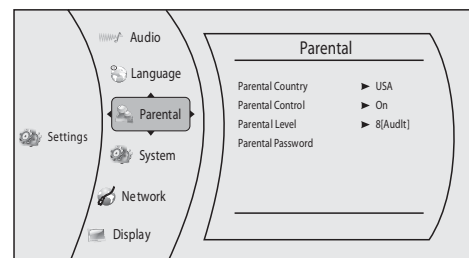 Settings
Audio
Language
Parental
System
Network
Display
Parental
Parental Country ► USA
Parental Control ► On
Parental Level ► 8[Audlt]
Parental Password